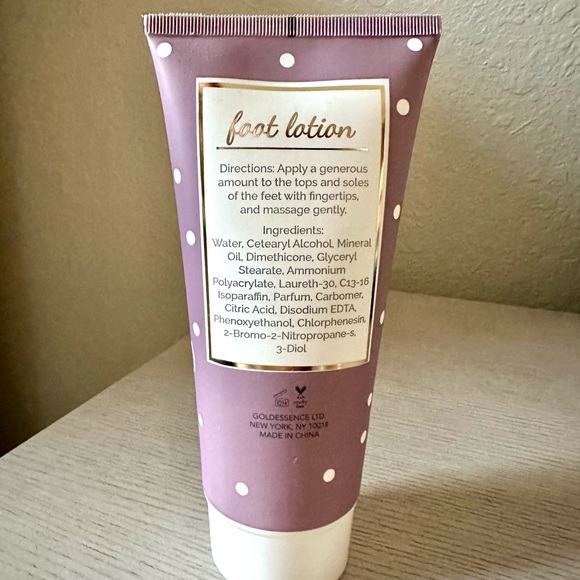 foot lotion
Directions: Apply a generous
amount to the tops and soles
of the feet with fingertips,
and massage gently.
Ingredients:
Water, Cetearyl Alcohol, Mineral
Oil, Dimethicone, Glyceryl
Stearate, Ammonium
Polyacrylate, Laureth-30, C13-16
Isoparaffin, Parfum, Carbomer,
Citric Acid, Disodium EDTA,
Phenoxyethanol, Chlorphenesin,
2-Bromo-2-Nitropropane-s,
3-Diol
GOLDESSENCE LTD.
NEW YORK, NY 10018
MADE IN CHINA